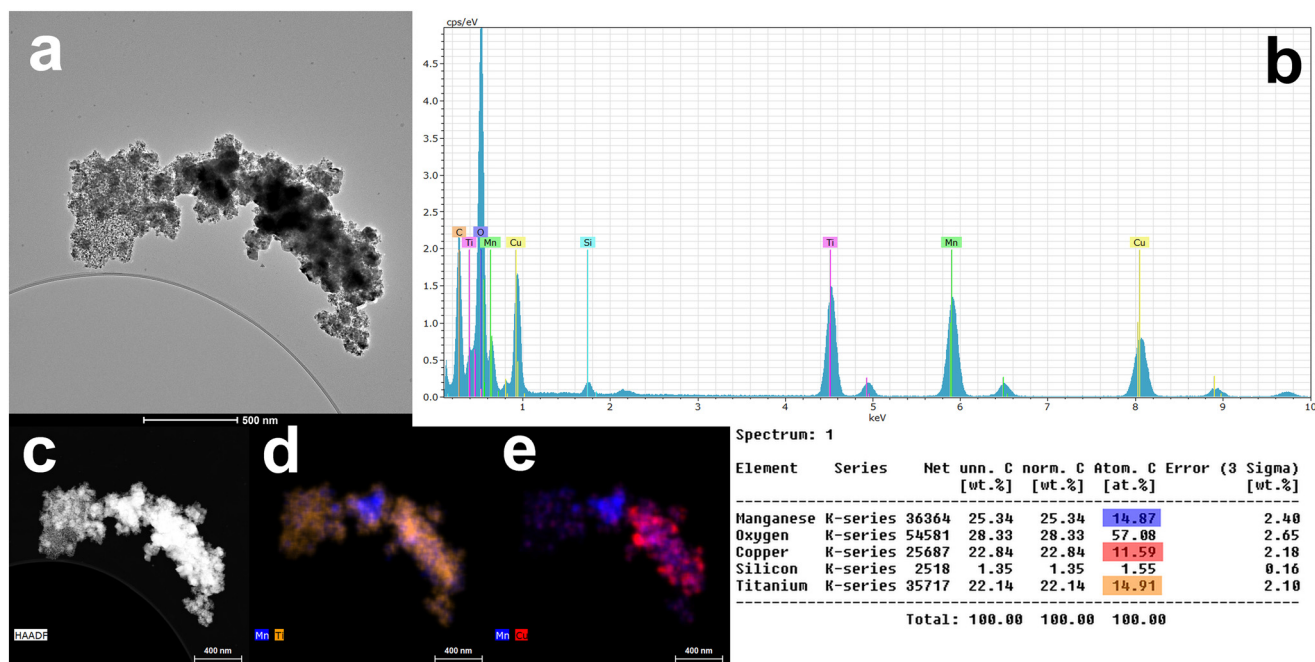 a
500 nm
b
cps/eV
4.5
4.0
3.5
3.0
2.5
2.0
1.5
1.0
0.5
0.0
C
O
Ti
Mn
Cu
Si
Ti
Mn
Cu
1 2 3 4 5 6 7 8 9 10
keV
c
HAADF
400 nm
d
Mn Ti
400 nm
e
Mn Cu
400 nm
Spectrum: 1
Element Series Net unn. C norm. C Atom. C Error (3 Sigma)
[wt.%] [wt.%] [at.%] [wt.%]
Manganese K-series 36364 25.34 25.34 14.87 2.40
Oxygen K-series 54581 28.33 28.33 57.08 2.65
Copper K-series 25687 22.84 22.84 11.59 2.18
Silicon K-series 2518 1.35 1.35 1.55 0.16
Titanium K-series 35717 22.14 22.14 14.91 2.10
Total: 100.00 100.00 100.00